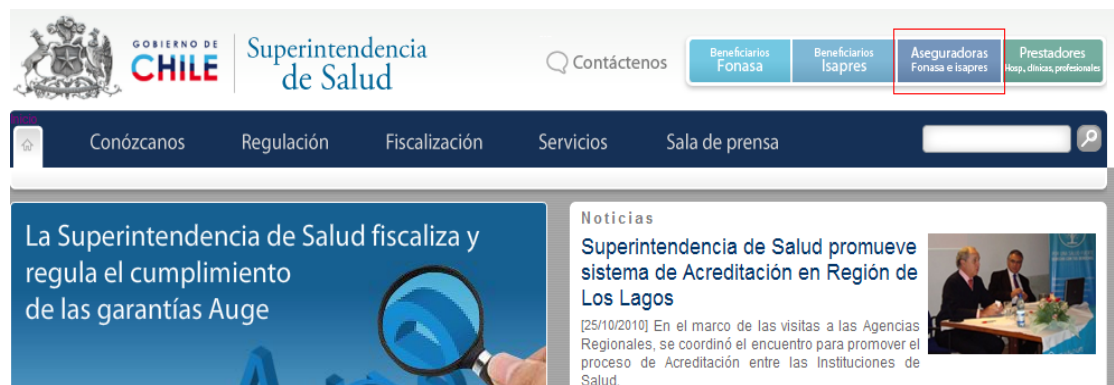 GOBIERNO DE
CHILE
Superintendencia
de Salud
Contáctenos
Beneficiarios
Fonasa
Beneficiarios
Isapres
Aseguradoras
Fonasa e isapres
Prestadores
Hosp., clínicas, profesionales
Inicio
Conózcanos
Regulación
Fiscalización
Servicios
Sala de prensa
La Superintendencia de Salud fiscaliza y
regula el cumplimiento
de las garantías Auge
Noticias
Superintendencia de Salud promueve
sistema de Acreditación en Región de
Los Lagos
[25/10/2010] En el marco de las visitas a las Agencias
Regionales, se coordinó el encuentro para promover el
proceso de Acreditación entre las Instituciones de
Salud.